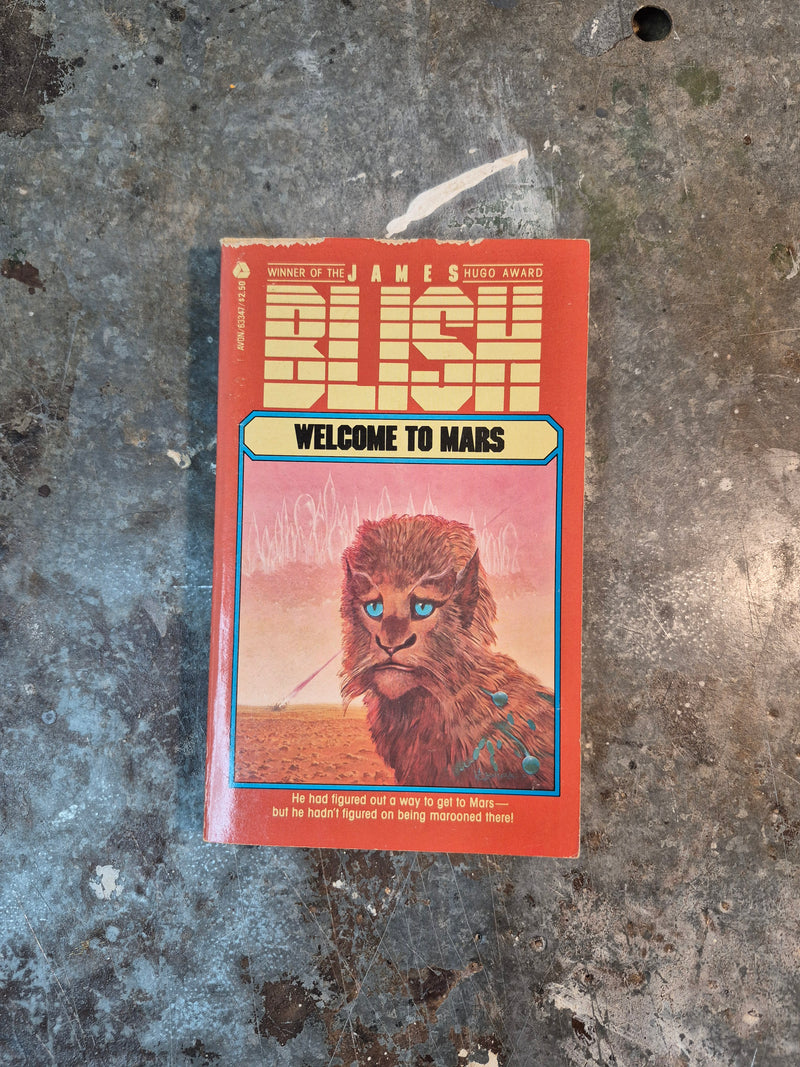 WINNER OF THE JAMES HUGO AWARD
BLISH
WELCOME TO MARS
He had figured out a way to get to Mars—
but he hadn't figured on being marooned there!
AVON/63347/$2.50